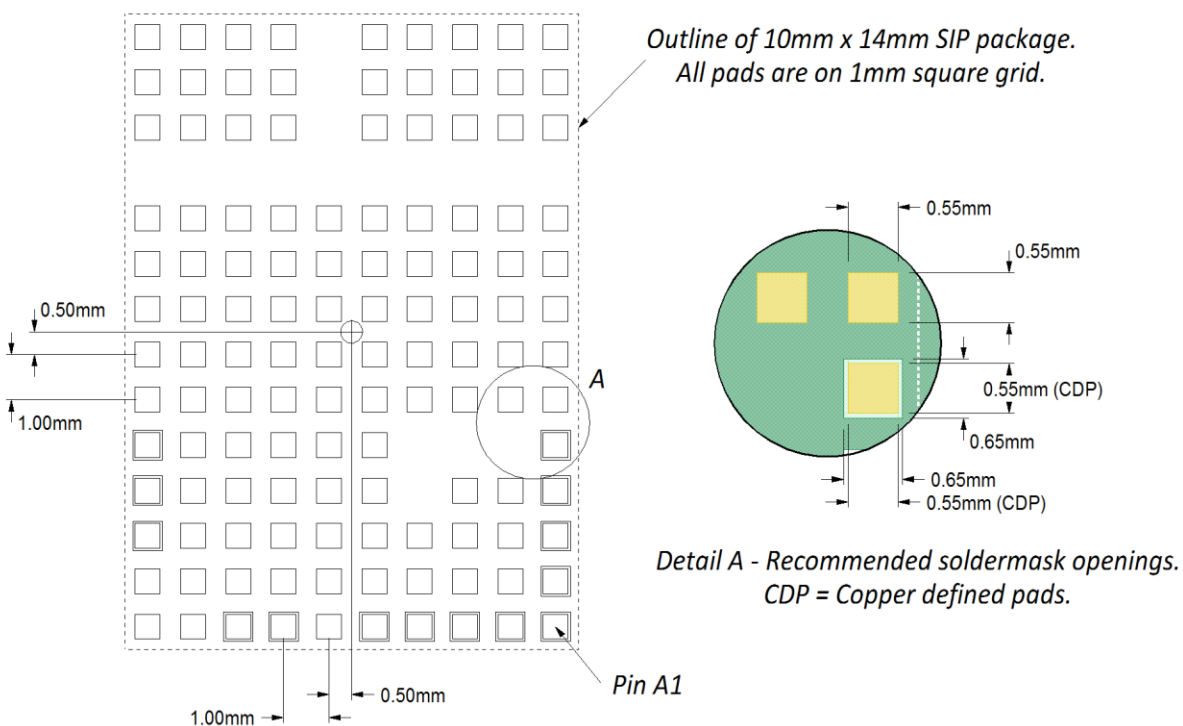 Outline of 10mm x 14mm SIP package.
All pads are on 1mm square grid.
0.55mm
0.55mm
0.50mm
A
1.00mm
0.55mm (CDP)
0.65mm
0.65mm
0.55mm (CDP)
Detail A - Recommended soldermask openings.
CDP = Copper defined pads.
Pin A1
0.50mm
1.00mm